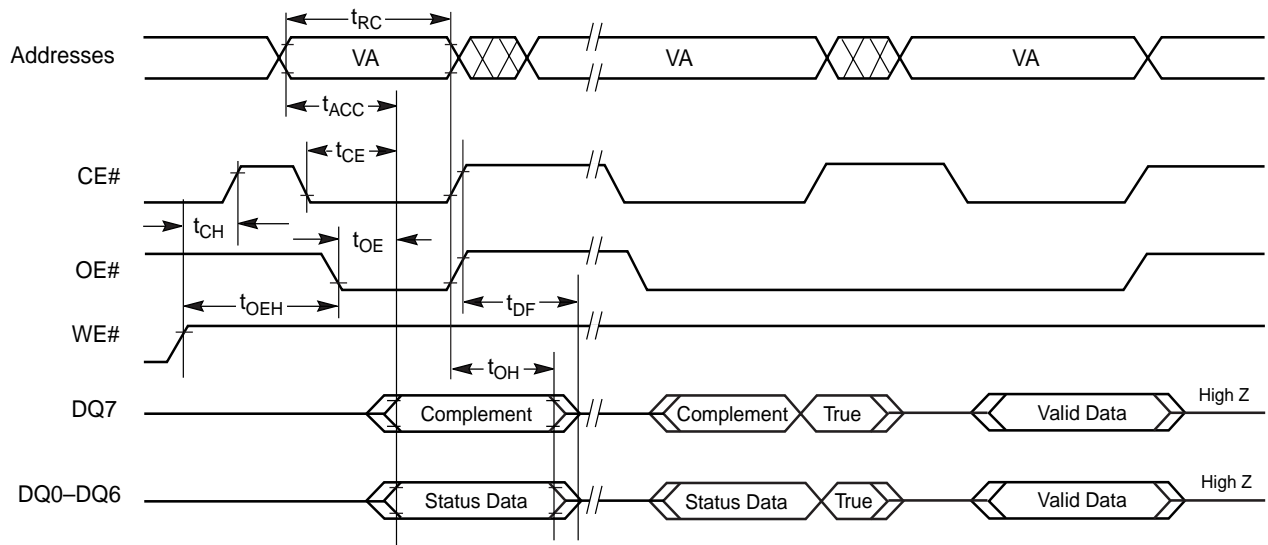 tRC
Addresses VA VA VA
tACC
tCE
CE#
tCH
tOE
OE#
tOEH
tDF
WE#
tOH
DQ7 Complement Complement True Valid Data High Z
DQ0–DQ6 Status Data Status Data True Valid Data High Z